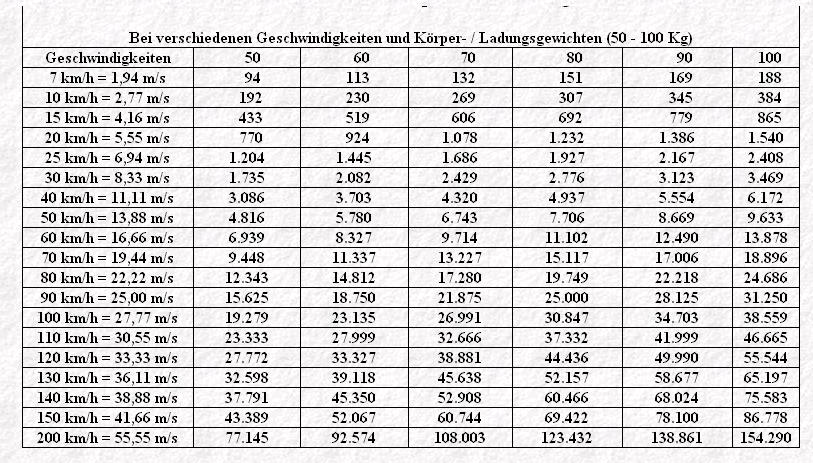 Bei verschiedenen Geschwindigkeiten und Körper- / Ladungsgewichten (50 - 100 Kg)
Geschwindigkeiten 50 60 70 80 90 100
7 km/h = 1,94 m/s 94 113 132 151 169 188
10 km/h = 2,77 m/s 192 230 269 307 345 384
15 km/h = 4,16 m/s 433 519 606 692 779 865
20 km/h = 5,55 m/s 770 924 1.078 1.232 1.386 1.540
25 km/h = 6,94 m/s 1.204 1.445 1.686 1.927 2.167 2.408
30 km/h = 8,33 m/s 1.735 2.082 2.429 2.776 3.123 3.469
40 km/h = 11,11 m/s 3.086 3.703 4.320 4.937 5.554 6.172
50 km/h = 13,88 m/s 4.816 5.780 6.743 7.706 8.669 9.633
60 km/h = 16,66 m/s 6.939 8.327 9.714 11.102 12.490 13.878
70 km/h = 19,44 m/s 9.448 11.337 13.227 15.117 17.006 18.896
80 km/h = 22,22 m/s 12.343 14.812 17.280 19.749 22.218 24.686
90 km/h = 25,00 m/s 15.625 18.750 21.875 25.000 28.125 31.250
100 km/h = 27,77 m/s 19.279 23.135 26.991 30.847 34.703 38.559
110 km/h = 30,55 m/s 23.333 27.999 32.666 37.332 41.999 46.665
120 km/h = 33,33 m/s 27.772 33.327 38.881 44.436 49.990 55.544
130 km/h = 36,11 m/s 32.598 39.118 45.638 52.157 58.677 65.197
140 km/h = 38,88 m/s 37.791 45.350 52.908 60.466 68.024 75.583
150 km/h = 41,66 m/s 43.389 52.067 60.744 69.422 78.100 86.778
200 km/h = 55,55 m/s 77.145 92.574 108.003 123.432 138.861 154.290